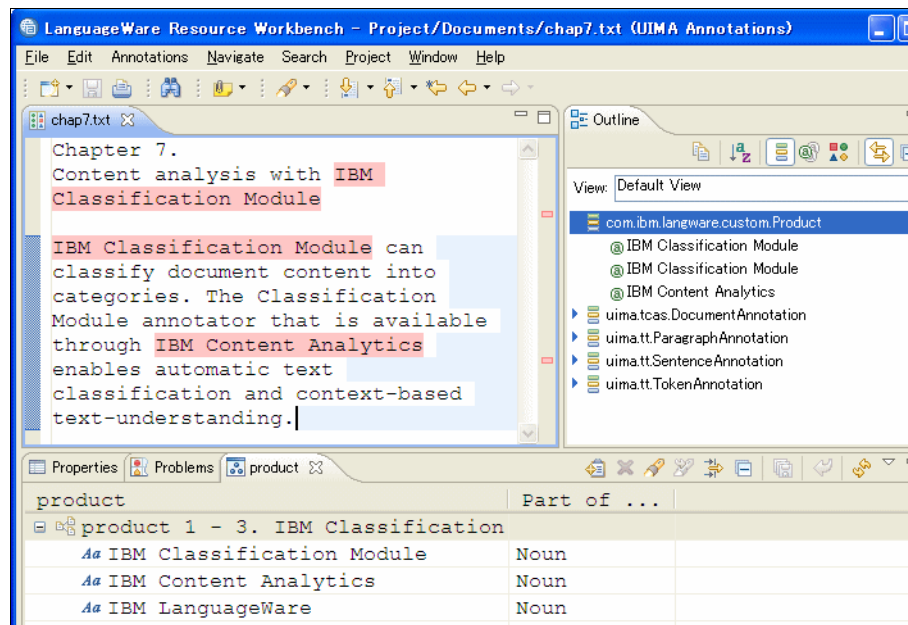 LanguageWare Resource Workbench - Project/Documents/chap7.txt (UIMA Annotations)
File Edit Annotations Navigate Search Project Window Help
chap7.txt
Chapter 7.
Content analysis with IBM
Classification Module
IBM Classification Module can
classify document content into
categories. The Classification
Module annotator that is available
through IBM Content Analytics
enables automatic text
classification and context-based
text-understanding.
Outline
View: Default View
com.ibm.langware.custom.Product
@ IBM Classification Module
@ IBM Classification Module
@ IBM Content Analytics
uima.tcas.DocumentAnnotation
uima.tt.ParagraphAnnotation
uima.tt.SentenceAnnotation
uima.tt.TokenAnnotation
Properties Problems product
product Part of ...
product 1 - 3. IBM Classification
Aa IBM Classification Module Noun
Aa IBM Content Analytics Noun
Aa IBM LanguageWare Noun